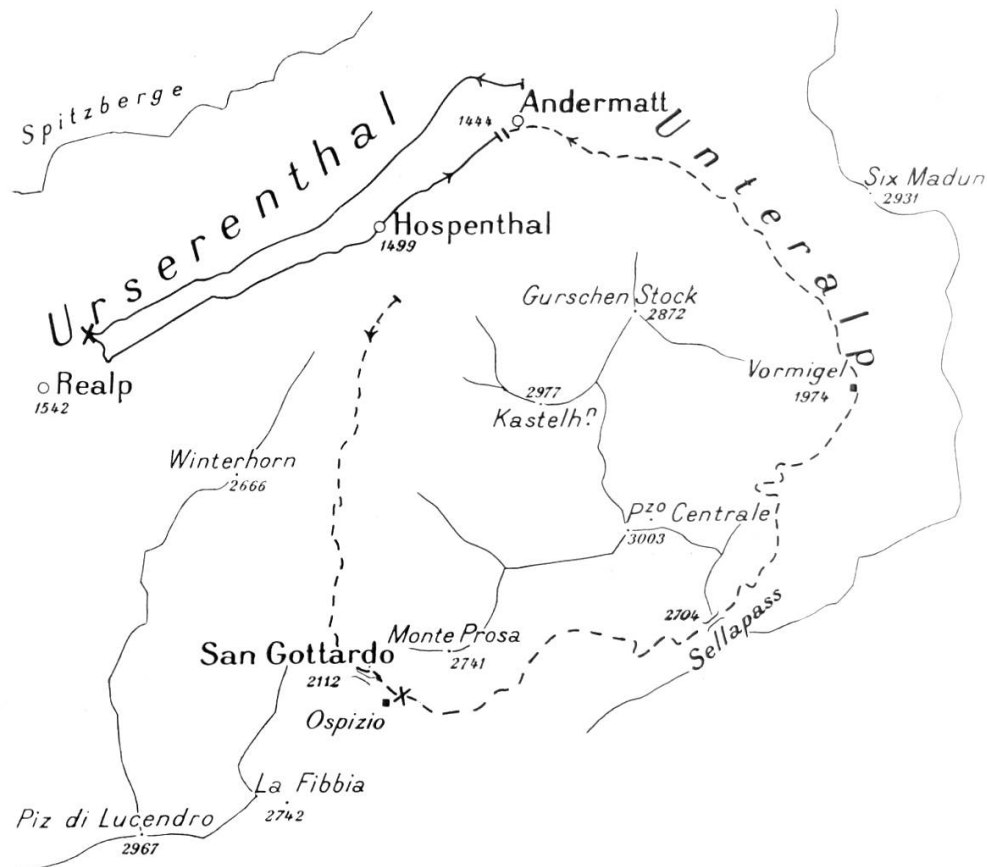 Spitzberge
Urserenthal
Andermatt
1444
Unteralp
Six Madun
2931
Hospenthal
1499
Gurschen Stock
2872
Realp
1542
Vormigel
1974
2977
Kastelhⁿ.
Winterhorn
2666
Pᶻᵒ. Centrale
3003
2704
Sellapass
Monte Prosa
2741
San Gottardo
2112
Ospizio
La Fibbia
2742
Piz di Lucendro
2967